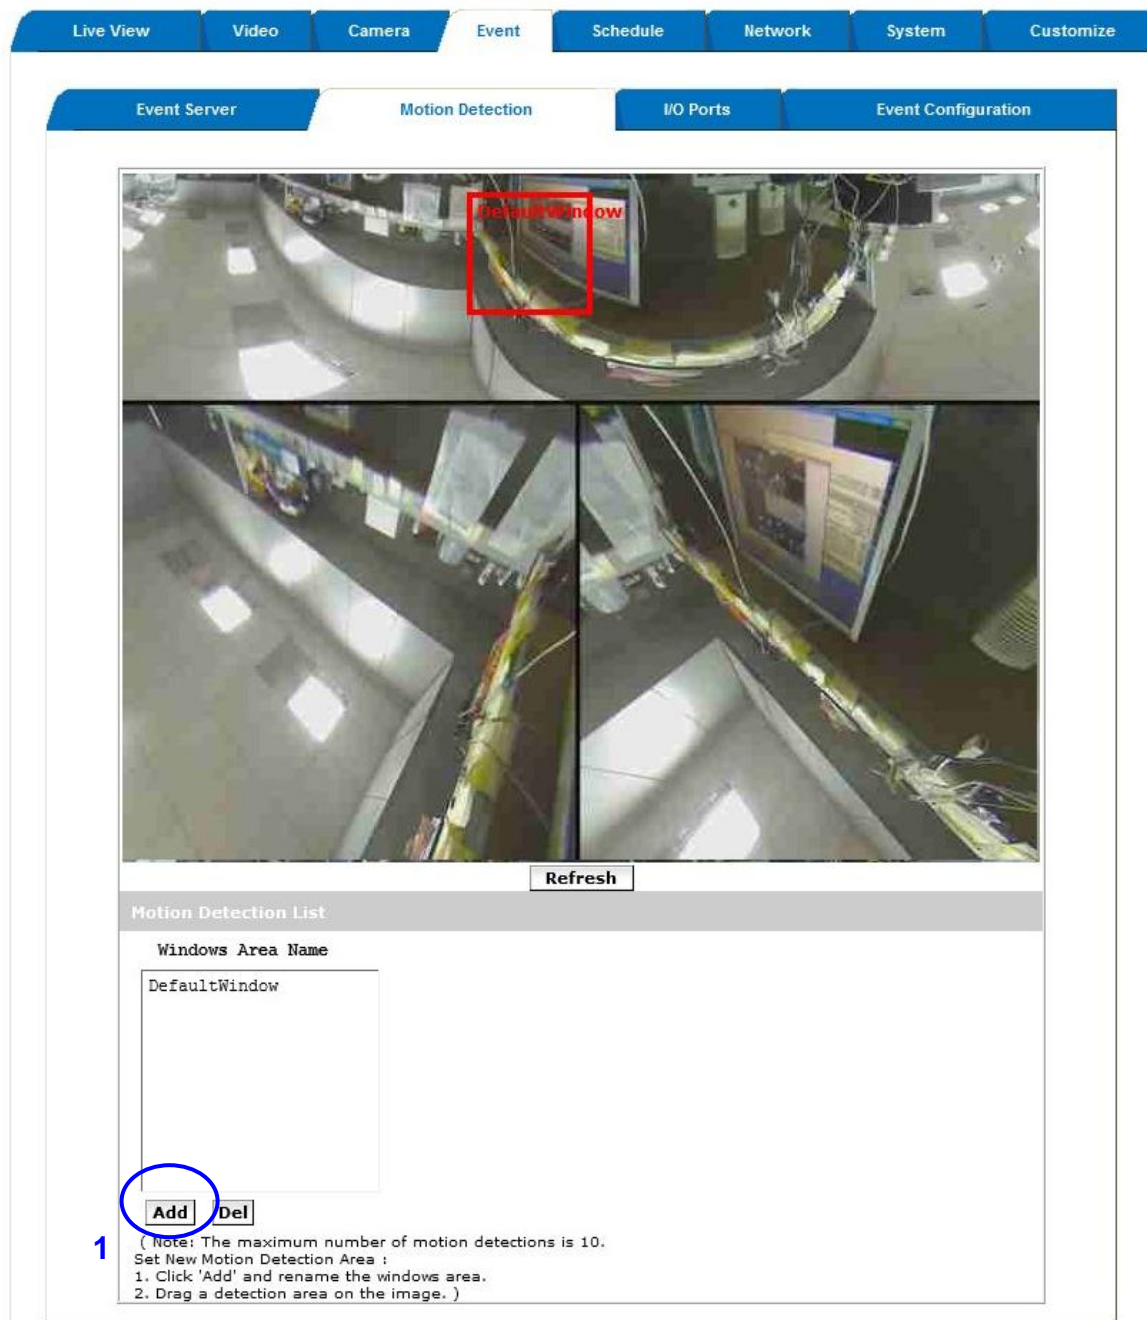 Live View Video Camera Event Schedule Network System Customize
Event Server Motion Detection I/O Ports Event Configuration
DefaultWindow
Refresh
Motion Detection List
Windows Area Name
DefaultWindow
Add Del
1
( Note: The maximum number of motion detections is 10.
Set New Motion Detection Area :
1. Click 'Add' and rename the windows area.
2. Drag a detection area on the image. )